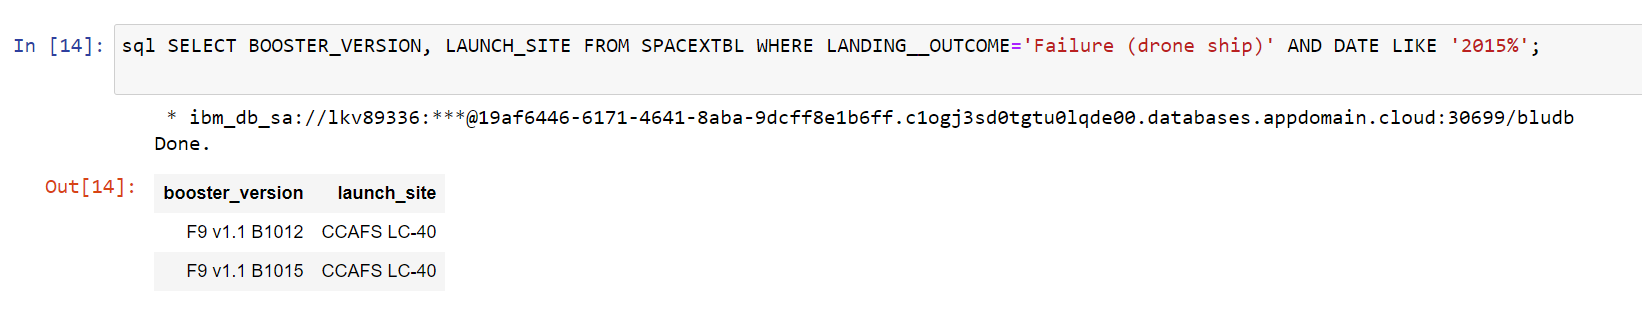 In [14]: sql SELECT BOOSTER_VERSION, LAUNCH_SITE FROM SPACEXTBL WHERE LANDING__OUTCOME='Failure (drone ship)' AND DATE LIKE '2015%';
* ibm_db_sa://lkv89336:***@19af6446-6171-4641-8aba-9dcff8e1b6ff.c1ogj3sd0tgtu0lqde00.databases.appdomain.cloud:30699/bludb
Done.
Out[14]: booster_version launch_site
F9 v1.1 B1012 CCAFS LC-40
F9 v1.1 B1015 CCAFS LC-40